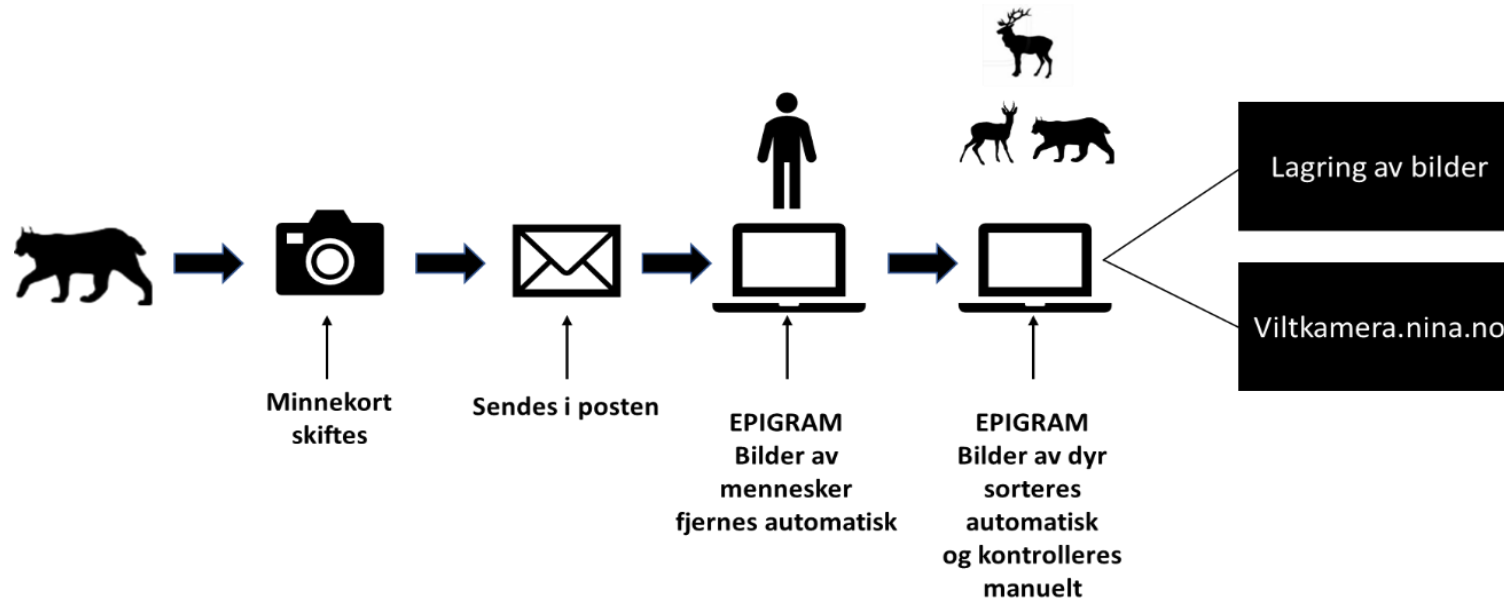 Minnekort
skiftes
Sendes i posten
EPIGRAM
Bilder av
mennesker
fjernes automatisk
EPIGRAM
Bilder av dyr
sorteres
automatisk
og kontrolleres
manuelt
Lagring av bilder
Viltkamera.nina.no